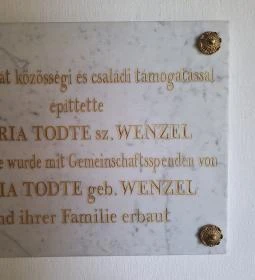 at közösségi és családi támogatással
építtette
RIA TODTE sz. WENZEL
e wurde mit Gemeinschaftsspenden von
IA TODTE geb. WENZEL
nd ihrer Familie erbaut